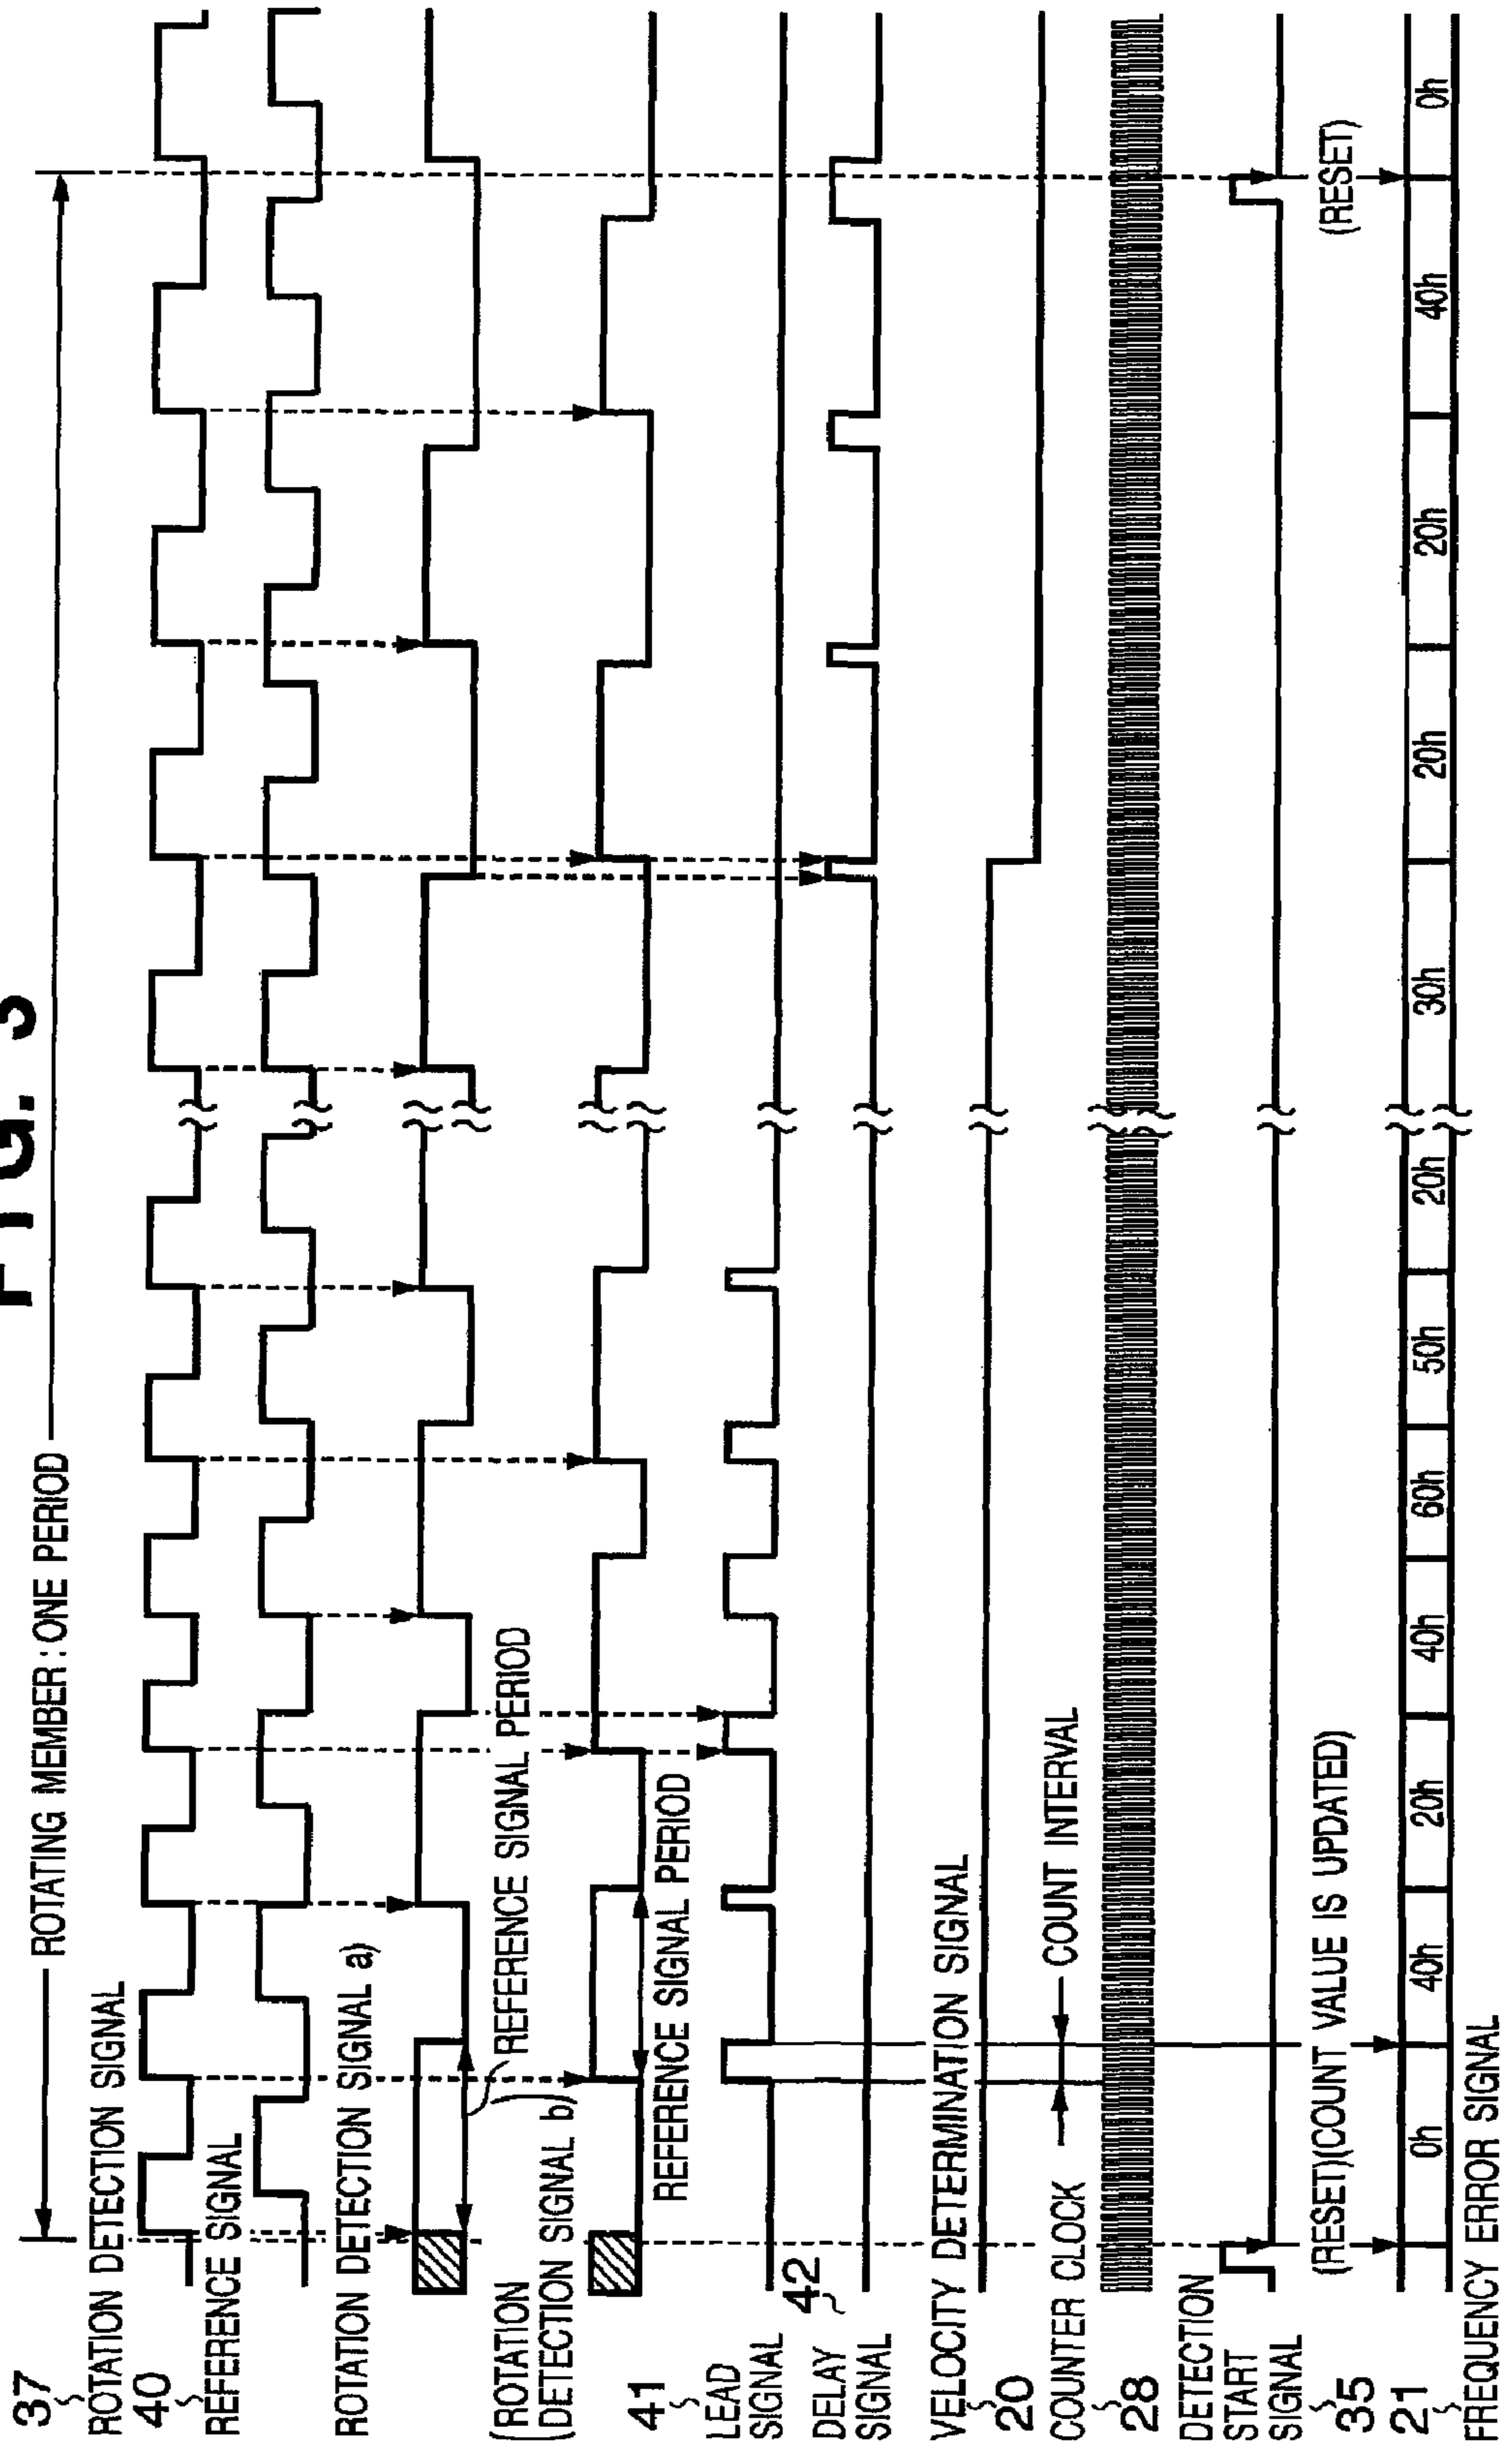 FIG. 3
ROTATING MEMBER : ONE PERIOD
37
ROTATION DETECTION SIGNAL
40
REFERENCE SIGNAL
ROTATION DETECTION SIGNAL a)
REFERENCE SIGNAL PERIOD
(ROTATION
DETECTION SIGNAL b)
REFERENCE SIGNAL PERIOD
41
LEAD
SIGNAL
42
DELAY
SIGNAL
VELOCITY DETERMINATION SIGNAL
20
COUNT INTERVAL
COUNTER CLOCK
28
DETECTION
START
SIGNAL
35
(RESET)(COUNT VALUE IS UPDATED)
(RESET)
21
0h 40h 20h 40h 60h 50h 20h 30h 20h 20h 40h 0h
FREQUENCY ERROR SIGNAL